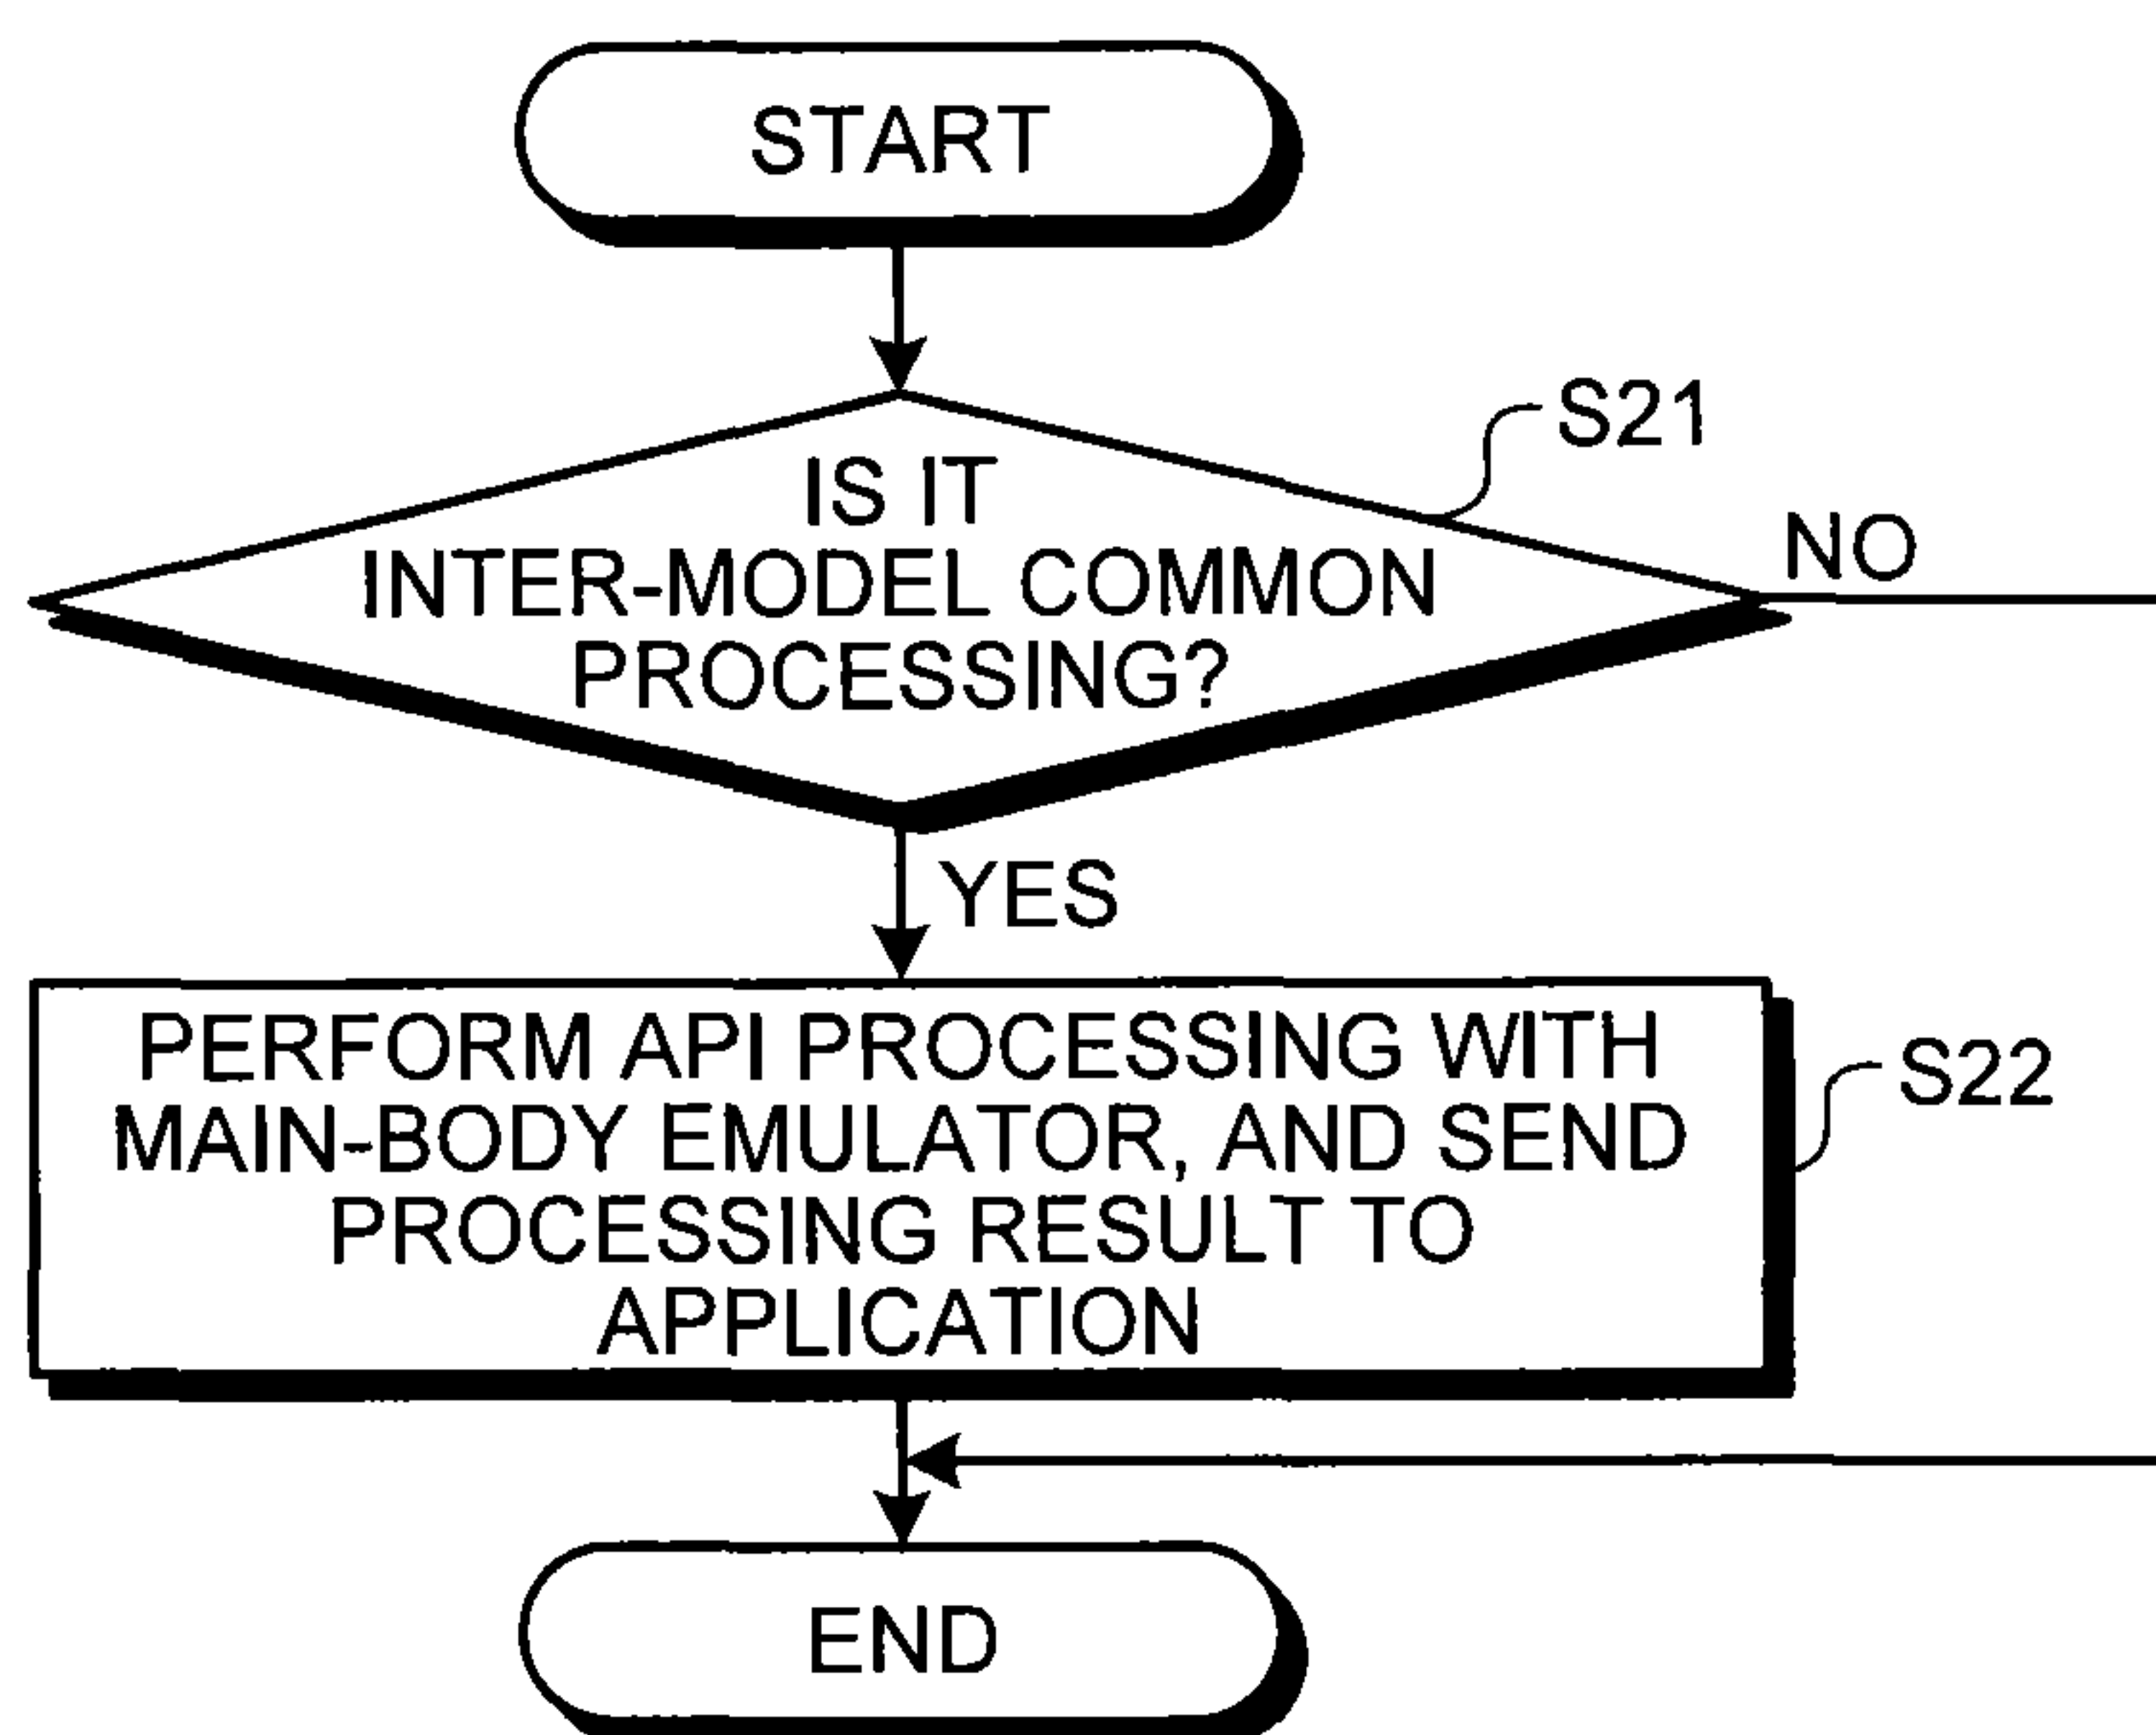 START
S21
IS IT
INTER-MODEL COMMON
PROCESSING?
NO
YES
PERFORM API PROCESSING WITH
MAIN-BODY EMULATOR, AND SEND
PROCESSING RESULT TO
APPLICATION
S22
END